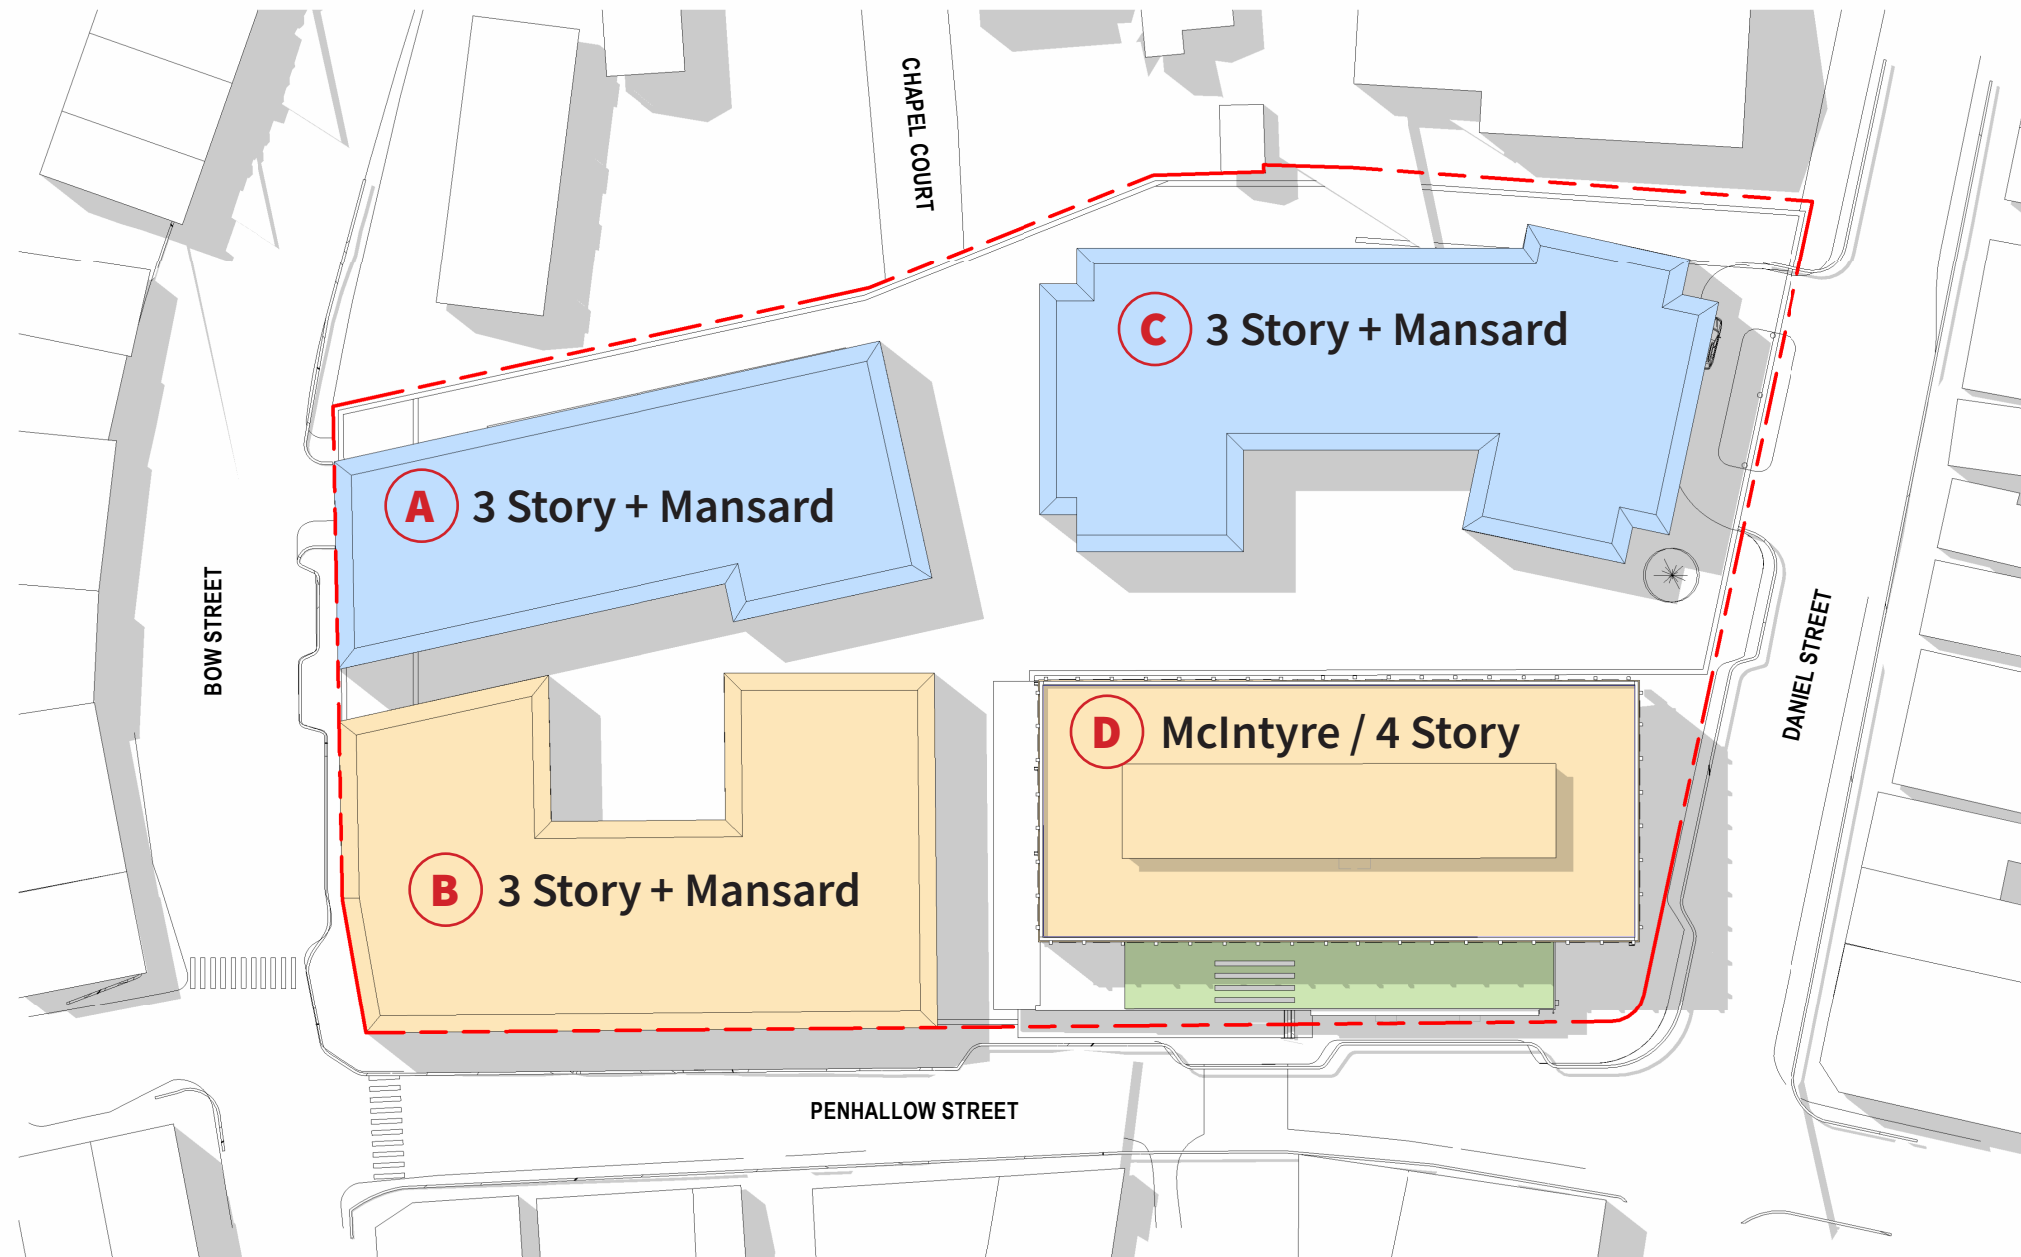 CHAPEL COURT
C 3 Story + Mansard
A 3 Story + Mansard
BOW STREET
DANIEL STREET
D McIntyre / 4 Story
B 3 Story + Mansard
PENHALLOW STREET